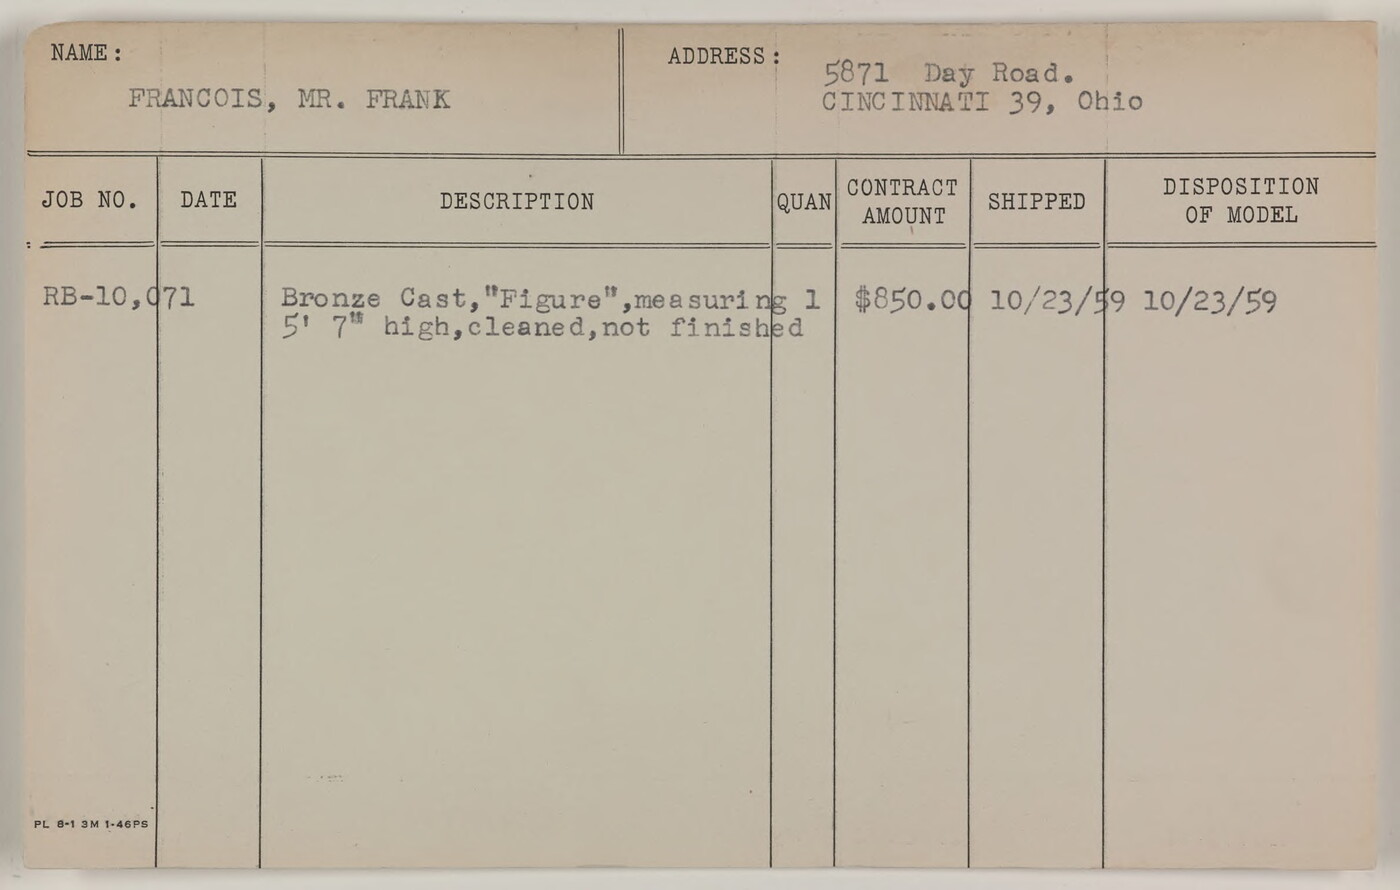 NAME:
FRANCOIS, MR. FRANK
ADDRESS:
5871 Day Road.
CINCINNATI 39, Ohio
JOB NO. DATE DESCRIPTION QUAN CONTRACT AMOUNT SHIPPED DISPOSITION OF MODEL
RB-10,071 Bronze Cast,"Figure",measuring 1 $850.00 10/23/59 10/23/59
5' 7" high,cleaned,not finished
PL 8-1 3M 1-46PS